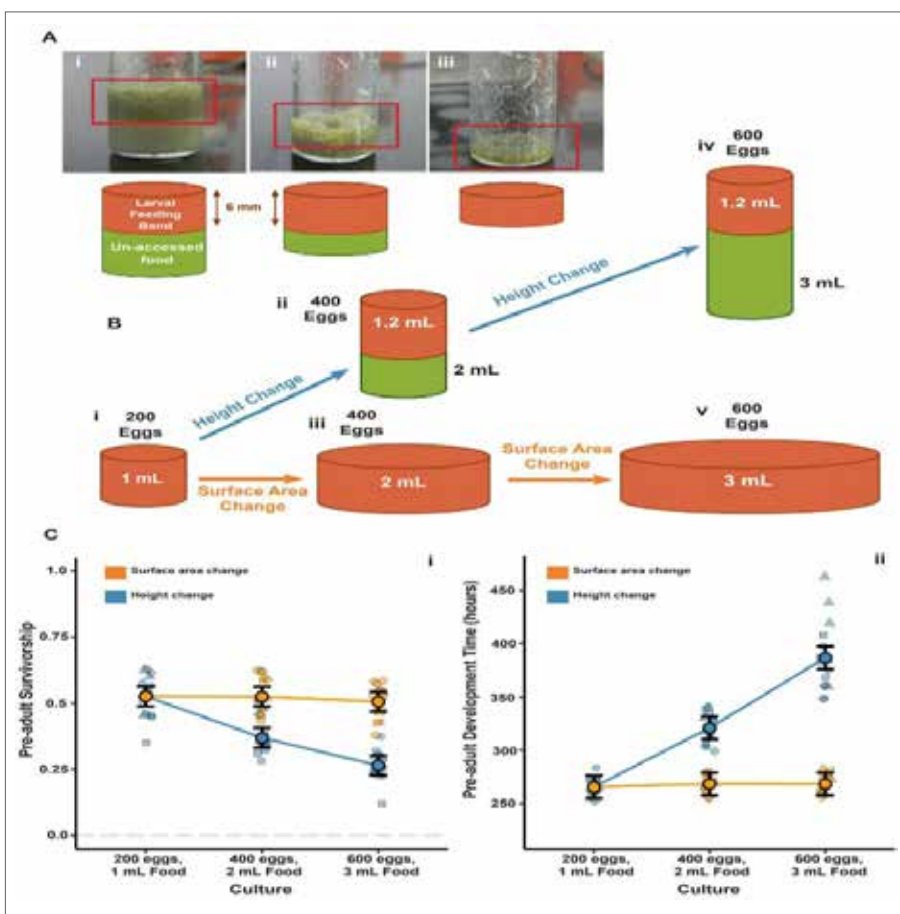 A
i
ii
iii
Larval
Feeding
Band
Un-accessed
food
6 mm
iv
600
Eggs
1.2 mL
3 mL
Height Change
B
ii
400
Eggs
1.2 mL
2 mL
Height Change
i
200
Eggs
1 mL
Surface Area
Change
iii
400
Eggs
2 mL
Surface Area
Change
v
600
Eggs
3 mL
C
i
Surface area change
Height change
Pre-adult Survivorship
1.0
0.75
0.5
0.25
0.0
200 eggs,
1 mL Food
400 eggs,
2 mL Food
600 eggs,
3 mL Food
Culture
ii
Surface area change
Height change
Pre-adult Development Time (hours)
450
400
350
300
250
200 eggs,
1 mL Food
400 eggs,
2 mL Food
600 eggs,
3 mL Food
Culture